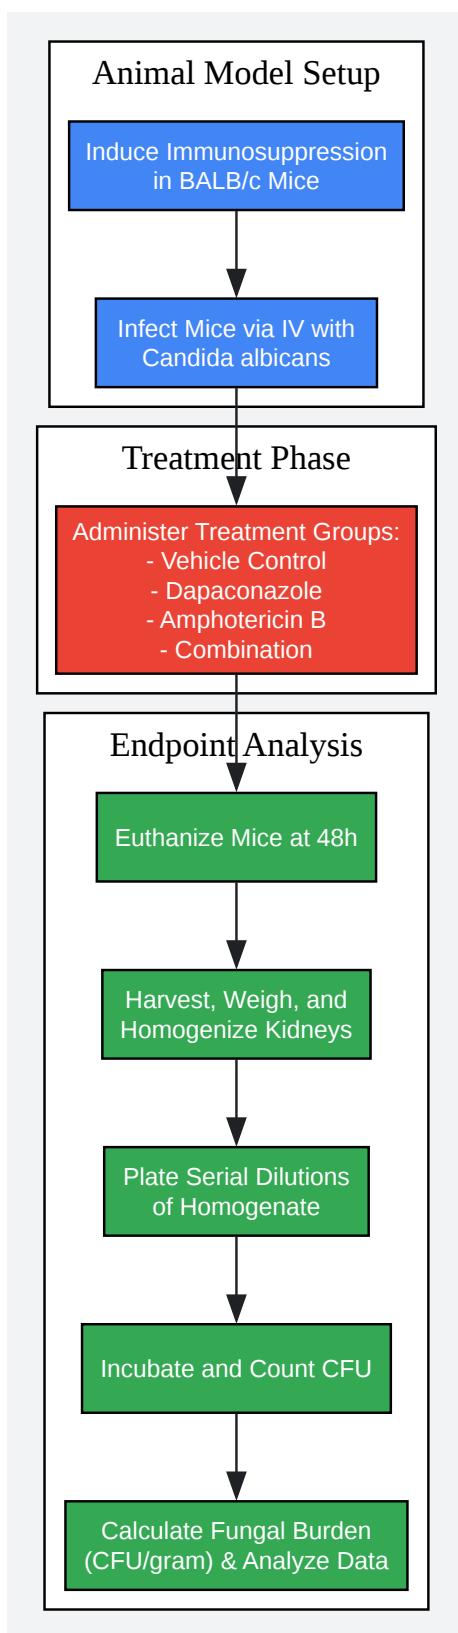 Animal Model Setup
Induce Immunosuppression
in BALB/c Mice
Infect Mice via IV with
Candida albicans
Treatment Phase
Administer Treatment Groups:
- Vehicle Control
- Dapaconazole
- Amphotericin B
- Combination
Endpoint Analysis
Euthanize Mice at 48h
Harvest, Weigh, and
Homogenize Kidneys
Plate Serial Dilutions
of Homogenate
Incubate and Count CFU
Calculate Fungal Burden
(CFU/gram) & Analyze Data